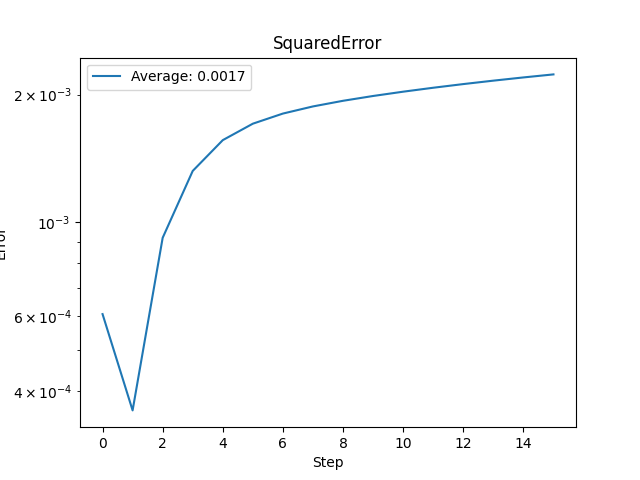 SquaredError
Average: 0.0017
2 × 10⁻³
10⁻³
6 × 10⁻⁴
4 × 10⁻⁴
Error
0 2 4 6 8 10 12 14
Step